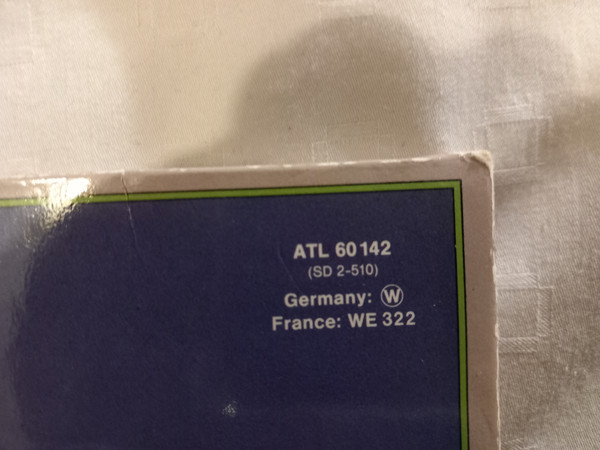 ATL 60 142
(SD 2-510)
Germany: Ⓦ
France: WE 322